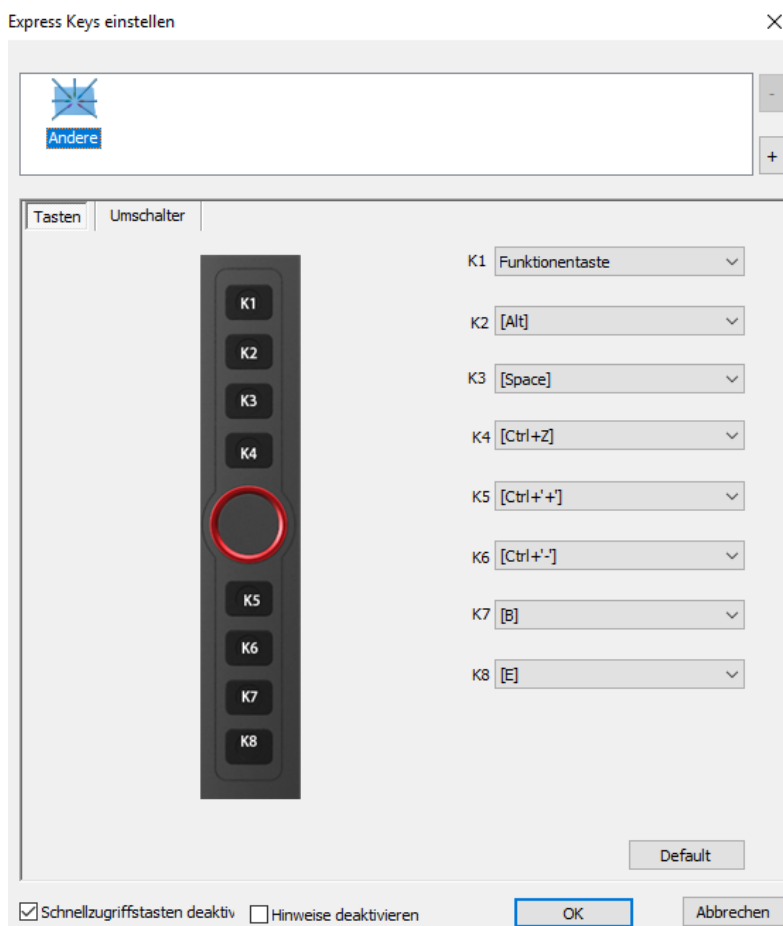 Express Keys einstellen
Andere
-
+
Tasten Umschalter
K1
K2
K3
K4
K5
K6
K7
K8
K1 Funktionentaste
K2 [Alt]
K3 [Space]
K4 [Ctrl+Z]
K5 [Ctrl+'+']
K6 [Ctrl+'-']
K7 [B]
K8 [E]
Default
Schnellzugriffstasten deaktiv Hinweise deaktivieren OK Abbrechen